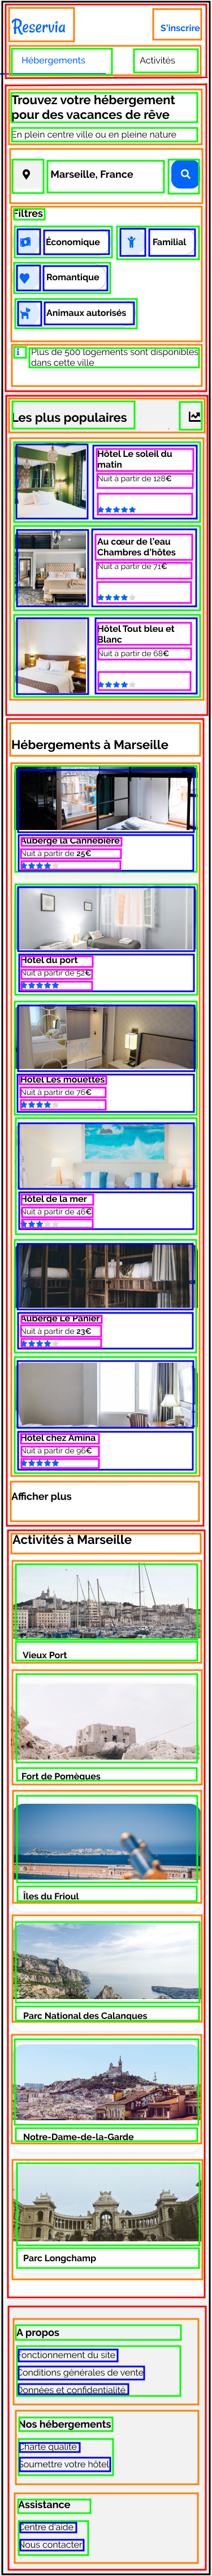 Reservia
S'inscrire
Hébergements
Activités
Trouvez votre hébergement
pour des vacances de rêve
En plein centre ville ou en pleine nature
Marseille, France
Filtres
Économique
Familial
Romantique
Animaux autorisés
Plus de 500 logements sont disponibles
dans cette ville
Les plus populaires
Hôtel Le soleil du
matin
Nuit à partir de 128€
Au cœur de l'eau
Chambres d'hôtes
Nuit à partir de 71€
Hôtel Tout bleu et
Blanc
Nuit à partir de 68€
Hébergements à Marseille
Auberge la Cannebière
Nuit à partir de 25€
Hôtel du port
Nuit à partir de 52€
Hôtel Les mouettes
Nuit à partir de 76€
Hôtel de la mer
Nuit à partir de 46€
Auberge Le Panier
Nuit à partir de 23€
Hôtel chez Amina
Nuit à partir de 96€
Afficher plus
Activités à Marseille
Vieux Port
Fort de Pomègues
Îles du Frioul
Parc National des Calanques
Notre-Dame-de-la-Garde
Parc Longchamp
A propos
Fonctionnement du site
Conditions générales de vente
Données et confidentialité
Nos hébergements
Charte qualité
Soumettre votre hôtel
Assistance
Centre d'aide
Nous contacter